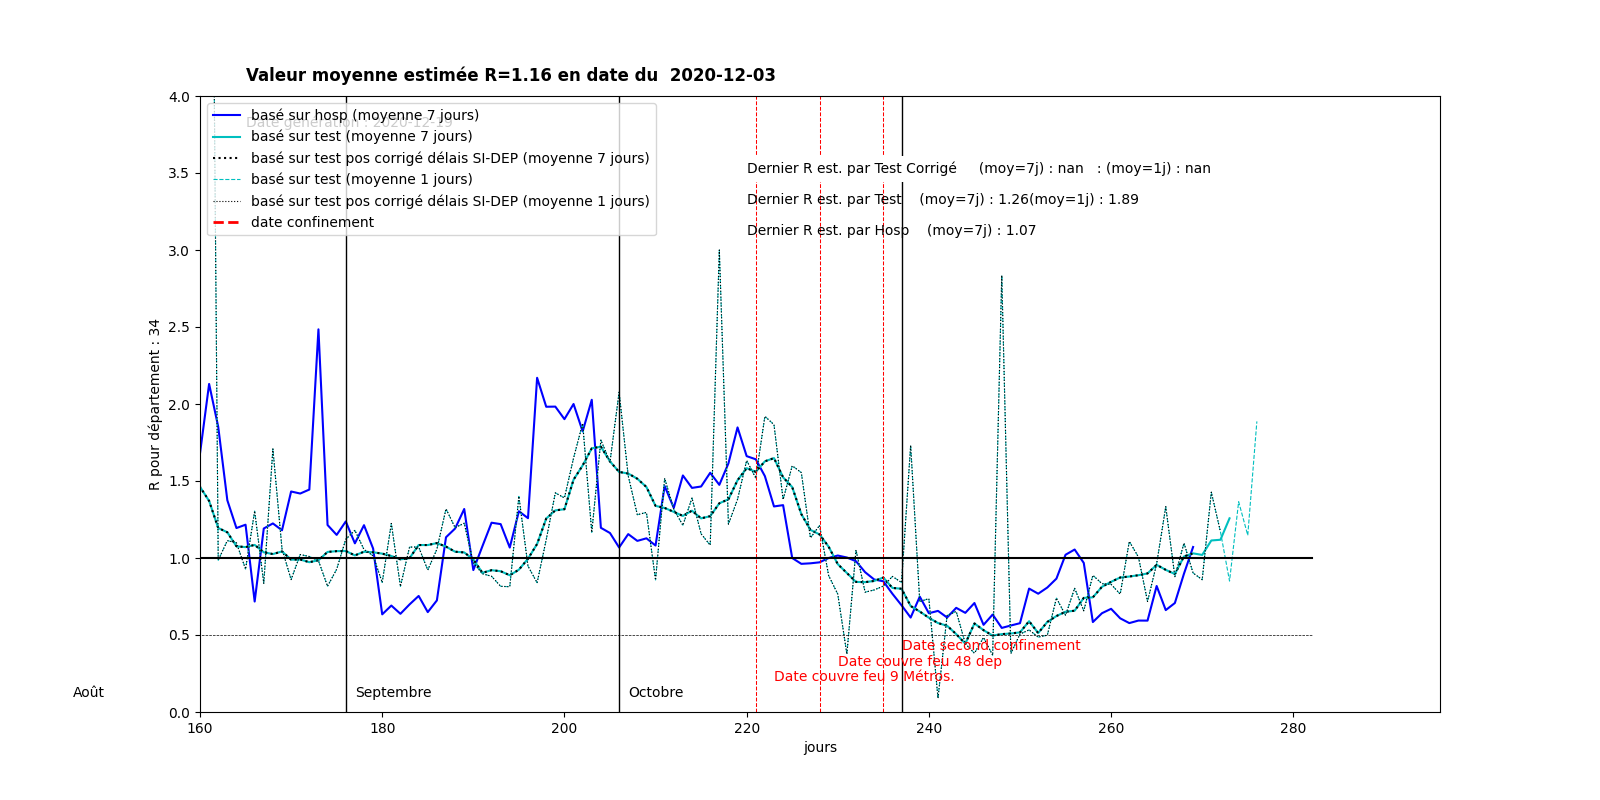 Valeur moyenne estimée R=1.16 en date du  2020-12-03
4.0
3.5
3.0
2.5
2.0
1.5
1.0
0.5
0.0
R pour département : 34
basé sur hosp (moyenne 7 jours)
basé sur test (moyenne 7 jours)
basé sur test pos corrigé délais SI-DEP (moyenne 7 jours)
basé sur test (moyenne 1 jours)
basé sur test pos corrigé délais SI-DEP (moyenne 1 jours)
date confinement
Dernier R est. par Test Corrigé     (moy=7j) : nan   : (moy=1j) : nan
Dernier R est. par Test    (moy=7j) : 1.26(moy=1j) : 1.89
Dernier R est. par Hosp    (moy=7j) : 1.07
Date second confinement
Date couvre feu 48 dep
Date couvre feu 9 Métros.
Août
Septembre
Octobre
160
180
200
220
240
260
280
jours